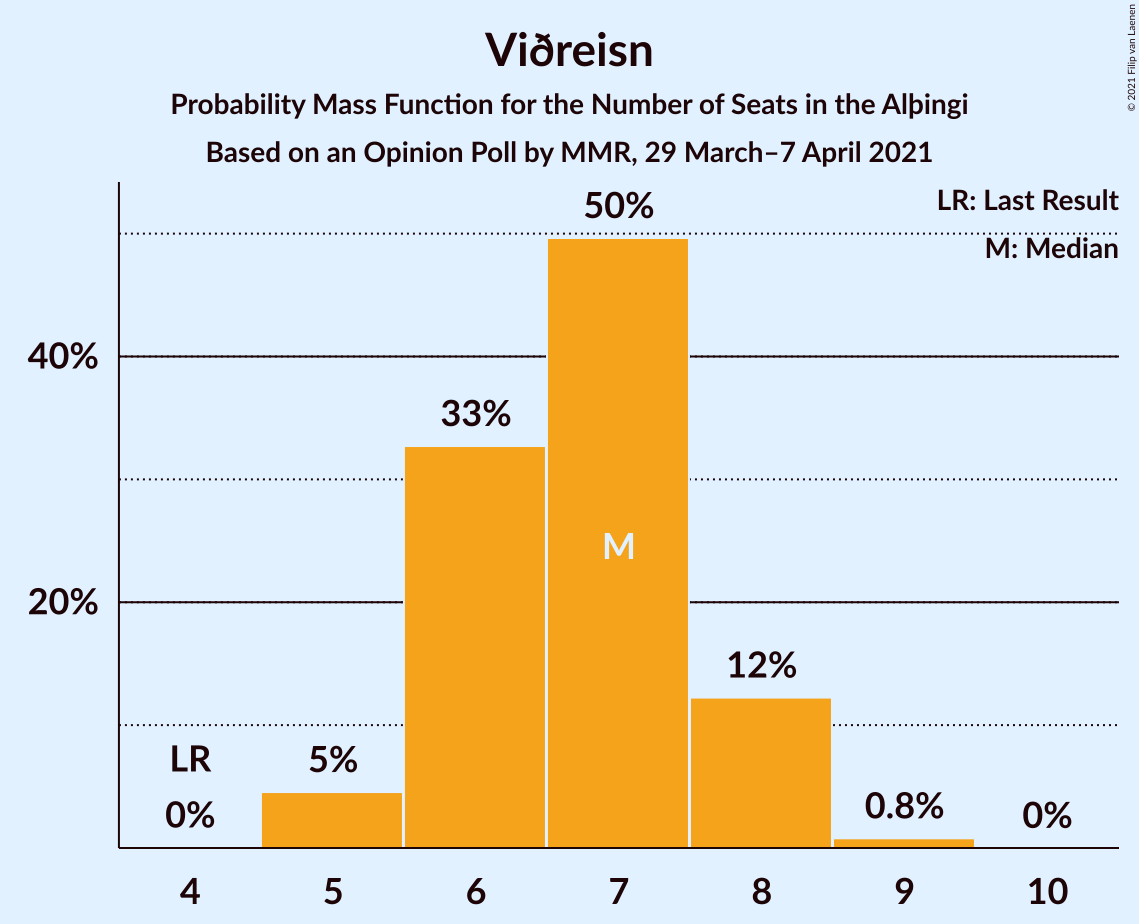 Viðreisn
Probability Mass Function for the Number of Seats in the Alþingi
Based on an Opinion Poll by MMR, 29 March–7 April 2021
© 2021 Filip van Laenen
LR: Last Result
M: Median
50%
40%
33%
M
20%
12%
LR
5%
0%
0.8%
0%
4 5 6 7 8 9 10